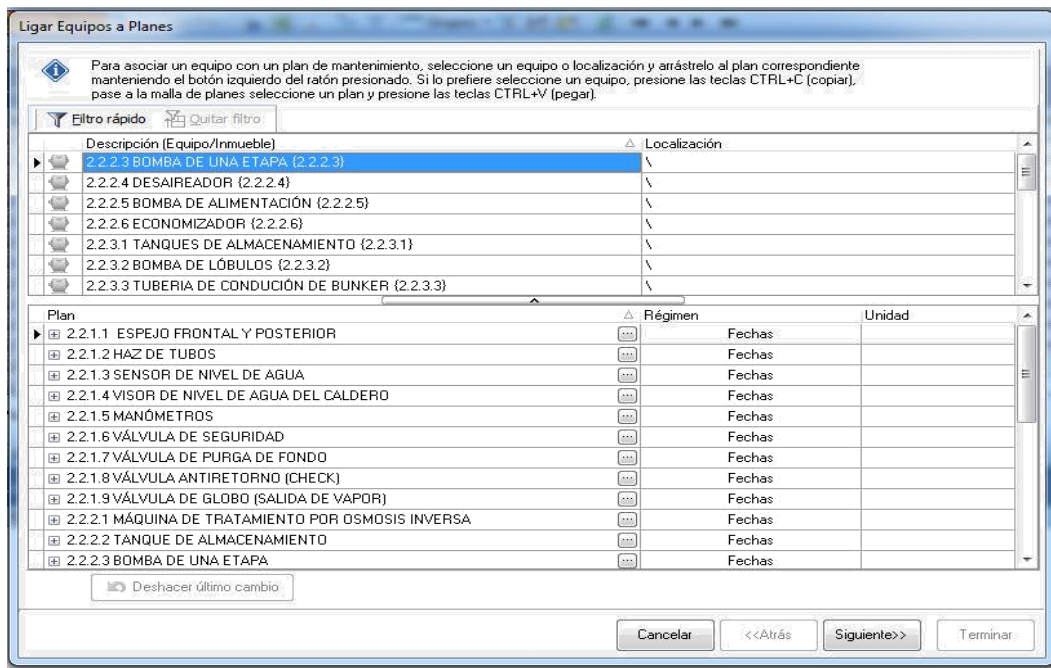 Ligar Equipos a Planes
Para asociar un equipo con un plan de mantenimiento, seleccione un equipo o localización y arrástrelo al plan correspondiente
manteniendo el botón izquierdo del ratón presionado. Si lo prefiere seleccione un equipo, presione las teclas CTRL+C (copiar),
pase a la malla de planes seleccione un plan y presione las teclas CTRL+V (pegar).
Filtro rápido Quitar filtro
Descripción (Equipo/Inmueble) Localización
2.2.2.3 BOMBA DE UNA ETAPA {2.2.2.3} \
2.2.2.4 DESAIREADOR {2.2.2.4} \
2.2.2.5 BOMBA DE ALIMENTACIÓN {2.2.2.5} \
2.2.2.6 ECONOMIZADOR {2.2.2.6} \
2.2.3.1 TANQUES DE ALMACENAMIENTO {2.2.3.1} \
2.2.3.2 BOMBA DE LÓBULOS {2.2.3.2} \
2.2.3.3 TUBERIA DE CONDUCIÓN DE BUNKER {2.2.3.3} \
Plan Régimen Unidad
2.2.1.1 ESPEJO FRONTAL Y POSTERIOR ... Fechas
2.2.1.2 HAZ DE TUBOS ... Fechas
2.2.1.3 SENSOR DE NIVEL DE AGUA ... Fechas
2.2.1.4 VISOR DE NIVEL DE AGUA DEL CALDERO ... Fechas
2.2.1.5 MANÓMETROS ... Fechas
2.2.1.6 VÁLVULA DE SEGURIDAD ... Fechas
2.2.1.7 VÁLVULA DE PURGA DE FONDO ... Fechas
2.2.1.8 VÁLVULA ANTIRETORNO (CHECK) ... Fechas
2.2.1.9 VÁLVULA DE GLOBO (SALIDA DE VAPOR) ... Fechas
2.2.2.1 MÁQUINA DE TRATAMIENTO POR OSMOSIS INVERSA ... Fechas
2.2.2.2 TANQUE DE ALMACENAMIENTO ... Fechas
2.2.2.3 BOMBA DE UNA ETAPA ... Fechas
Deshacer último cambio
Cancelar <<Atrás Siguiente>> Terminar